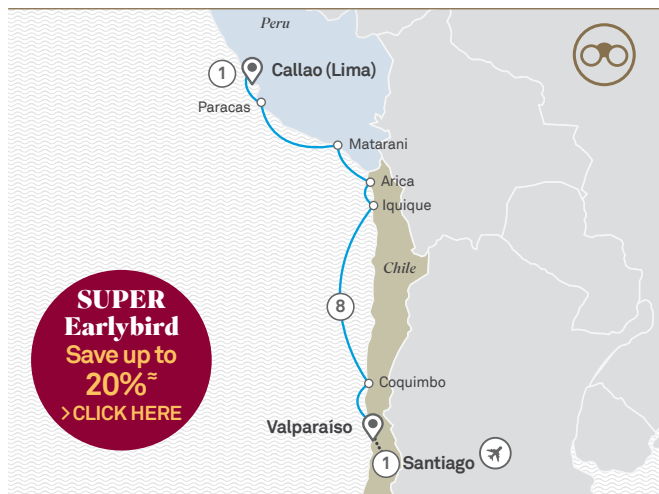 Peru
1
Callao (Lima)
Paracas
Matarani
Arica
Iquique
Chile
8
SUPER
Earlybird
Save up to
20%≈
> CLICK HERE
Coquimbo
Valparaíso
1 Santiago